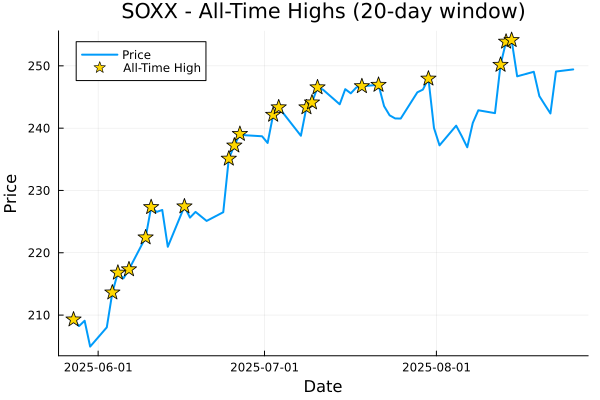 SOXX - All-Time Highs (20-day window)
Price
All-Time High
250
240
230
220
210
Price
2025-06-01
2025-07-01
2025-08-01
Date